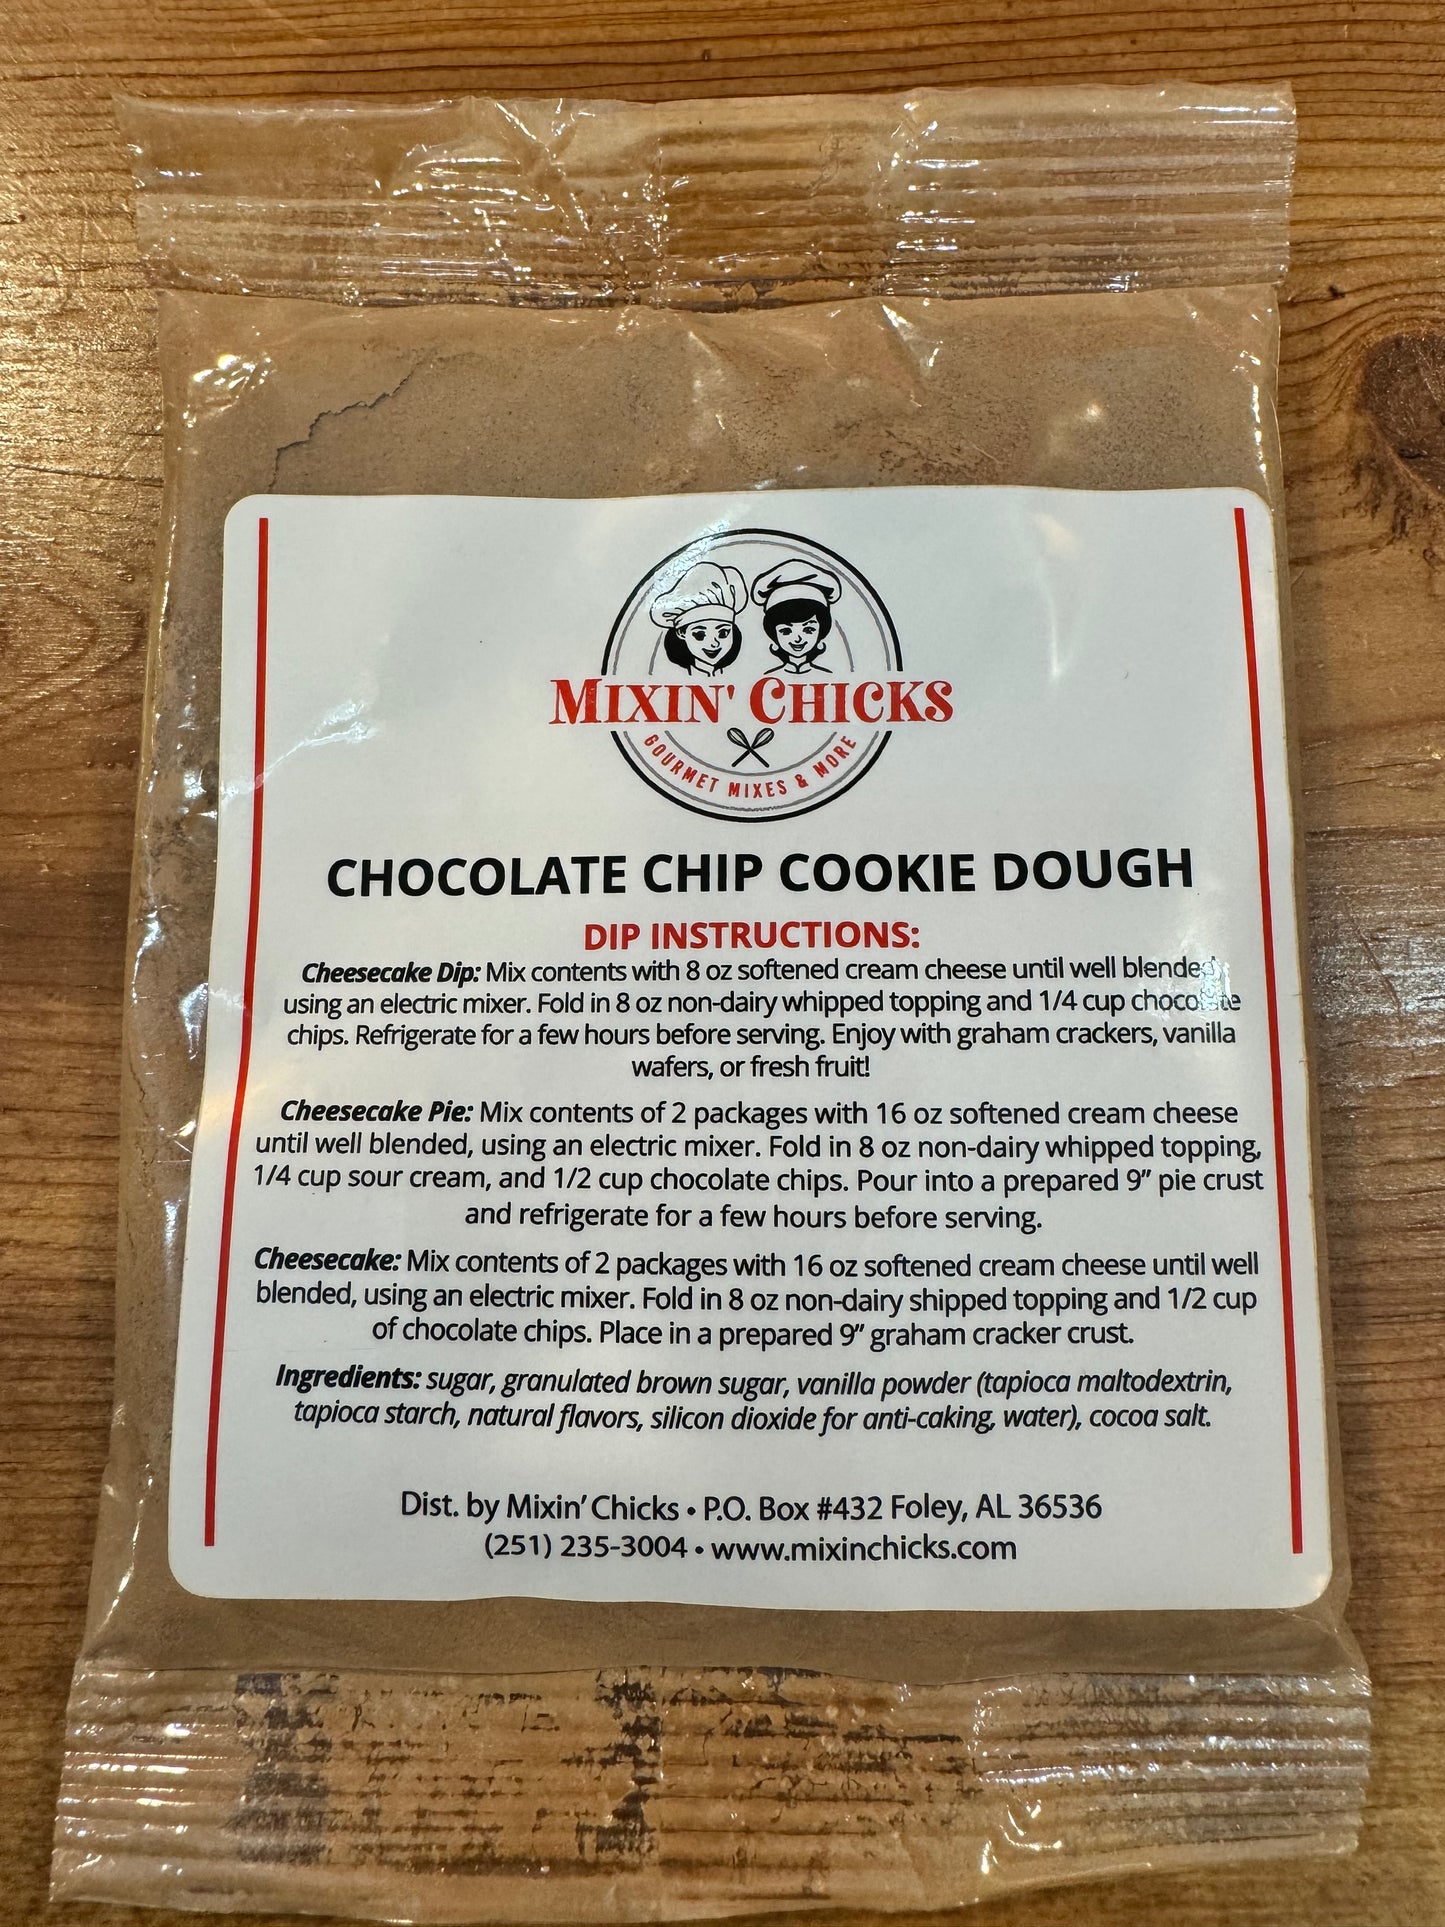 MIXIN' CHICKS
GOURMET MIXES & MORE
CHOCOLATE CHIP COOKIE DOUGH
DIP INSTRUCTIONS:
Cheesecake Dip: Mix contents with 8 oz softened cream cheese until well blended,
using an electric mixer. Fold in 8 oz non-dairy whipped topping and 1/4 cup chocolate
chips. Refrigerate for a few hours before serving. Enjoy with graham crackers, vanilla
wafers, or fresh fruit!
Cheesecake Pie: Mix contents of 2 packages with 16 oz softened cream cheese
until well blended, using an electric mixer. Fold in 8 oz non-dairy whipped topping,
1/4 cup sour cream, and 1/2 cup chocolate chips. Pour into a prepared 9” pie crust
and refrigerate for a few hours before serving.
Cheesecake: Mix contents of 2 packages with 16 oz softened cream cheese until well
blended, using an electric mixer. Fold in 8 oz non-dairy shipped topping and 1/2 cup
of chocolate chips. Place in a prepared 9” graham cracker crust.
Ingredients: sugar, granulated brown sugar, vanilla powder (tapioca maltodextrin,
tapioca starch, natural flavors, silicon dioxide for anti-caking, water), cocoa salt.
Dist. by Mixin’ Chicks • P.O. Box #432 Foley, AL 36536
(251) 235-3004 • www.mixinchicks.com